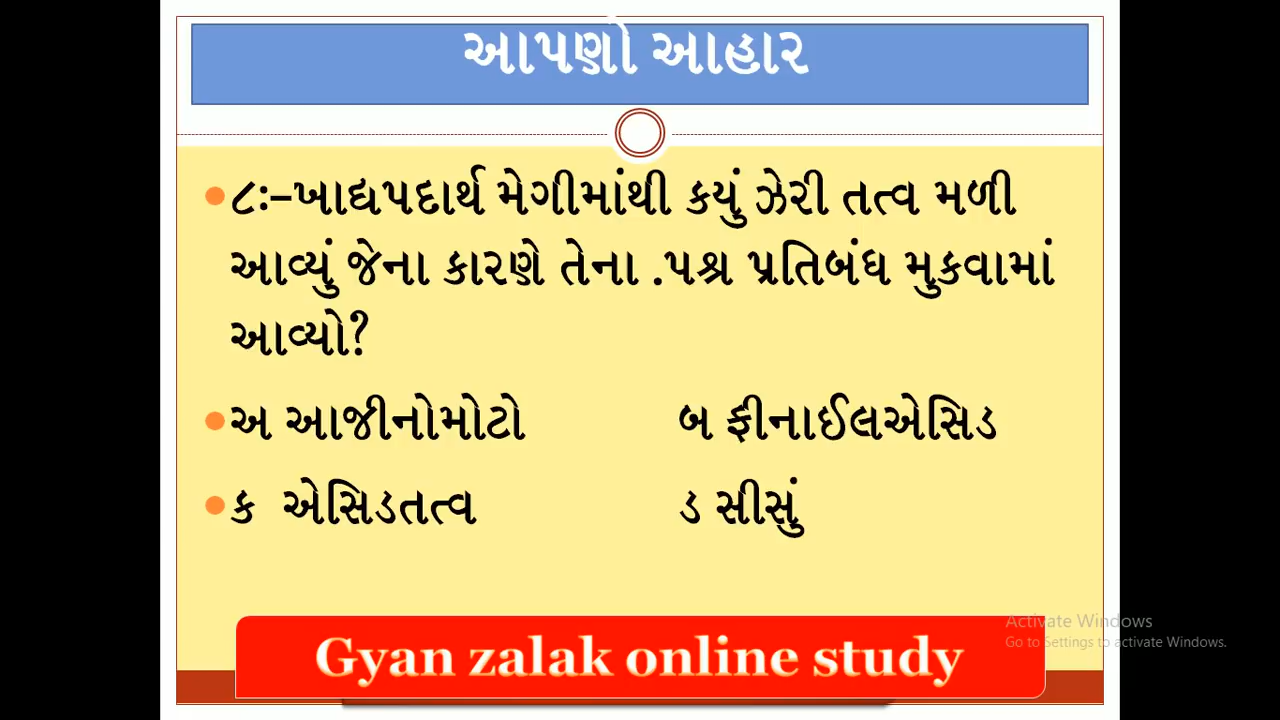 આપણો આહાર
૮ઃ–ખાદ્યપદાર્થ મેગીમાંથી કયું ઝેરી તત્વ મળી
આવ્યું જેના કારણે તેના .પશ્ર પ્રતિબંધ મુકવામાં
આવ્યો?
અ આજીનોમોટો બ ફીનાઈલએસિડ
ક એસિડતત્વ ડ સીસું
Gyan zalak online study
Activate Windows
Go to Settings to activate Windows.